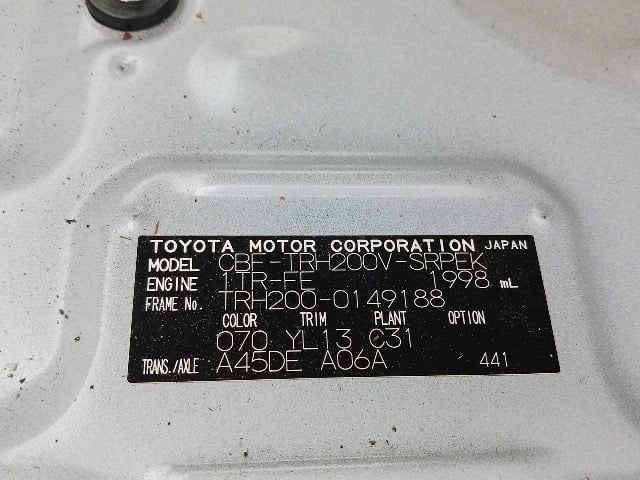 TOYOTA MOTOR CORPORATION JAPAN
MODEL CBF-TRH200V-SRPEK
ENGINE 1TR-FE 1998 mL
FRAME No. TRH200-0149188
COLOR TRIM PLANT OPTION
070 YL13 C31
TRANS./AXLE A45DE A06A 441